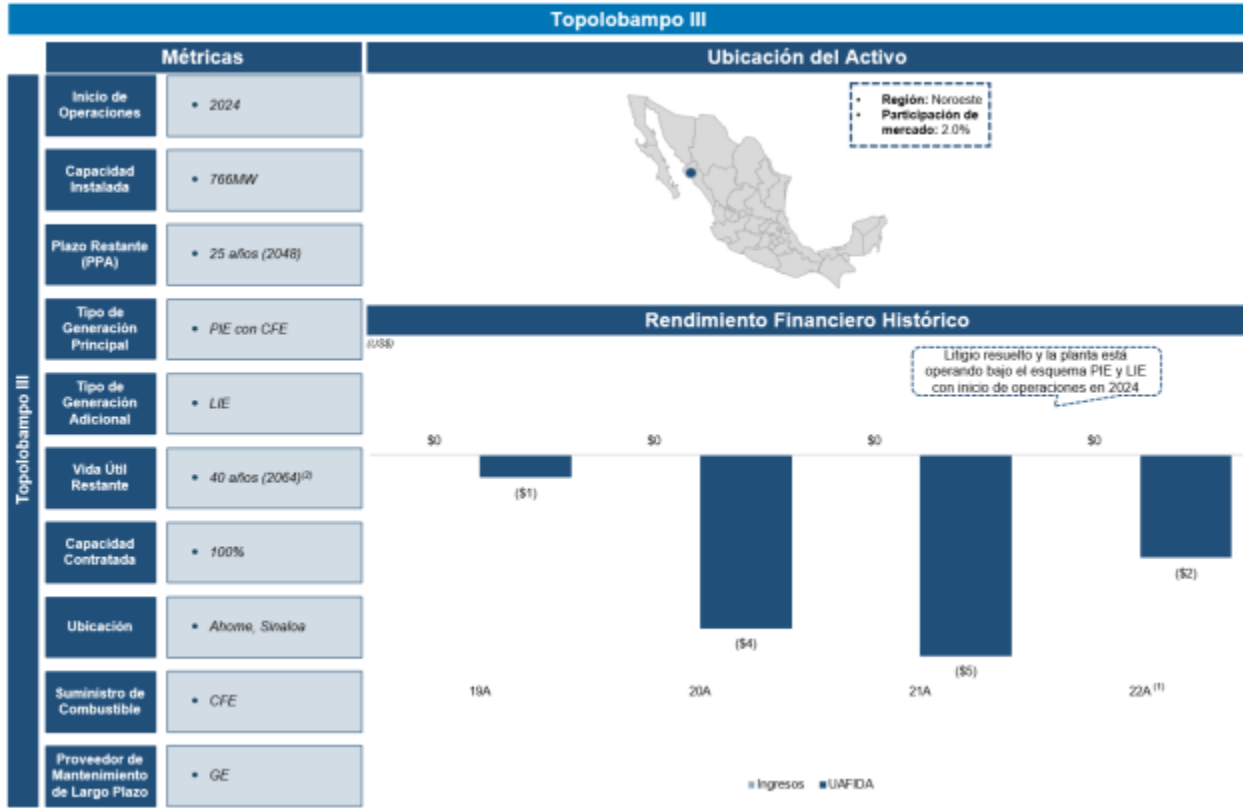 Topolobampo III
Métricas
Ubicación del Activo
Topolobampo III
Inicio de
Operaciones
• 2024
Capacidad
Instalada
• 766MW
Plazo Restante
(PPA)
• 25 años (2048)
Tipo de
Generación
Principal
• PIE con CFE
Tipo de
Generación
Adicional
• LIE
Vida Útil
Restante
• 40 años (2064)(2)
Capacidad
Contratada
• 100%
Ubicación
• Ahome, Sinaloa
Suministro de
Combustible
• CFE
Proveedor de
Mantenimiento
de Largo Plazo
• GE
• Región: Noroeste
• Participación de
mercado: 2.0%
Rendimiento Financiero Histórico
(US$)
Litigio resuelto y la planta está
operando bajo el esquema PIE y LIE
con inicio de operaciones en 2024
$0 $0 $0 $0
($1)
($4)
($5)
($2)
19A 20A 21A 22A (1)
Ingresos UAFIDA